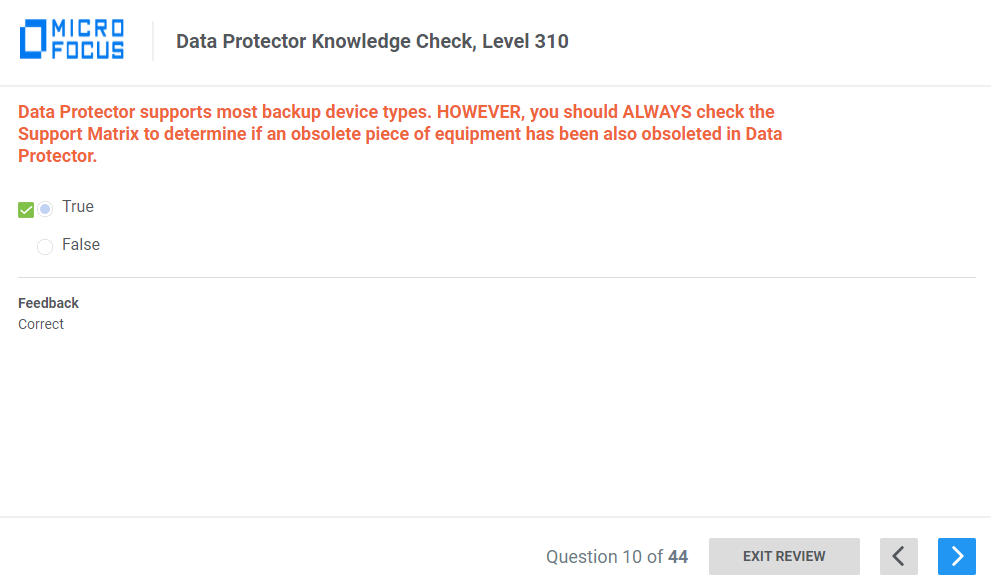 MICRO
FOCUS
Data Protector Knowledge Check, Level 310
Data Protector supports most backup device types. HOWEVER, you should ALWAYS check the
Support Matrix to determine if an obsolete piece of equipment has been also obsoleted in Data
Protector.
True
False
Feedback
Correct
Question 10 of 44
EXIT REVIEW